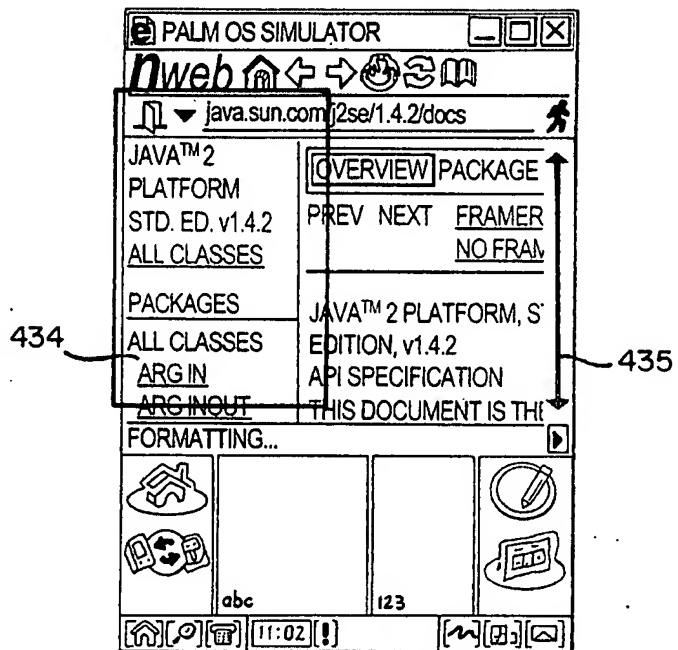 PALM OS SIMULATOR
nweb
java.sun.com/j2se/1.4.2/docs
JAVA™ 2
PLATFORM
STD. ED. v1.4.2
ALL CLASSES
PACKAGES
ALL CLASSES
ARG IN
ARG INOUT
OVERVIEW PACKAGE
PREV NEXT FRAMER
NO FRAM
JAVA™ 2 PLATFORM, S
EDITION, v1.4.2
API SPECIFICATION
THIS DOCUMENT IS THE
434
435
FORMATTING...
abc 123
11:02 !